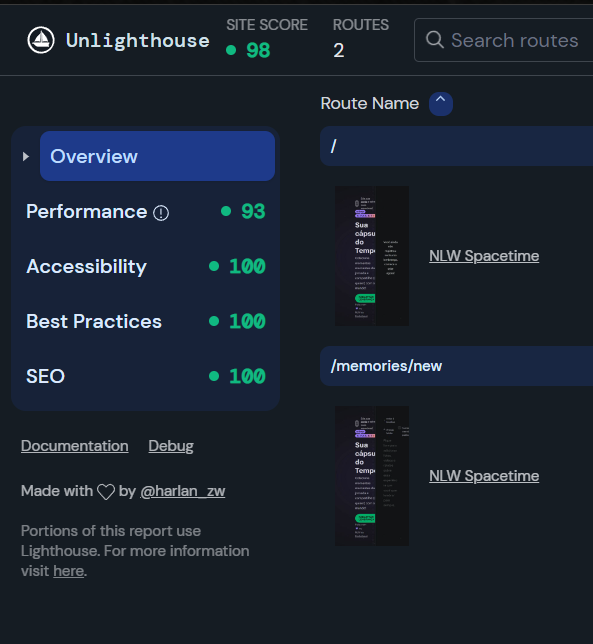 Unlighthouse
SITE SCORE
98
ROUTES
2
Search routes
Overview
Performance
93
Accessibility
100
Best Practices
100
SEO
100
Documentation
Debug
Made with by @harlan_zw
Portions of this report use
Lighthouse. For more information
visit here.
Route Name
/
Sua
cápsu
do
Tempo
NLW Spacetime
/memories/new
Sua
cápsu
do
Tempo
NLW Spacetime